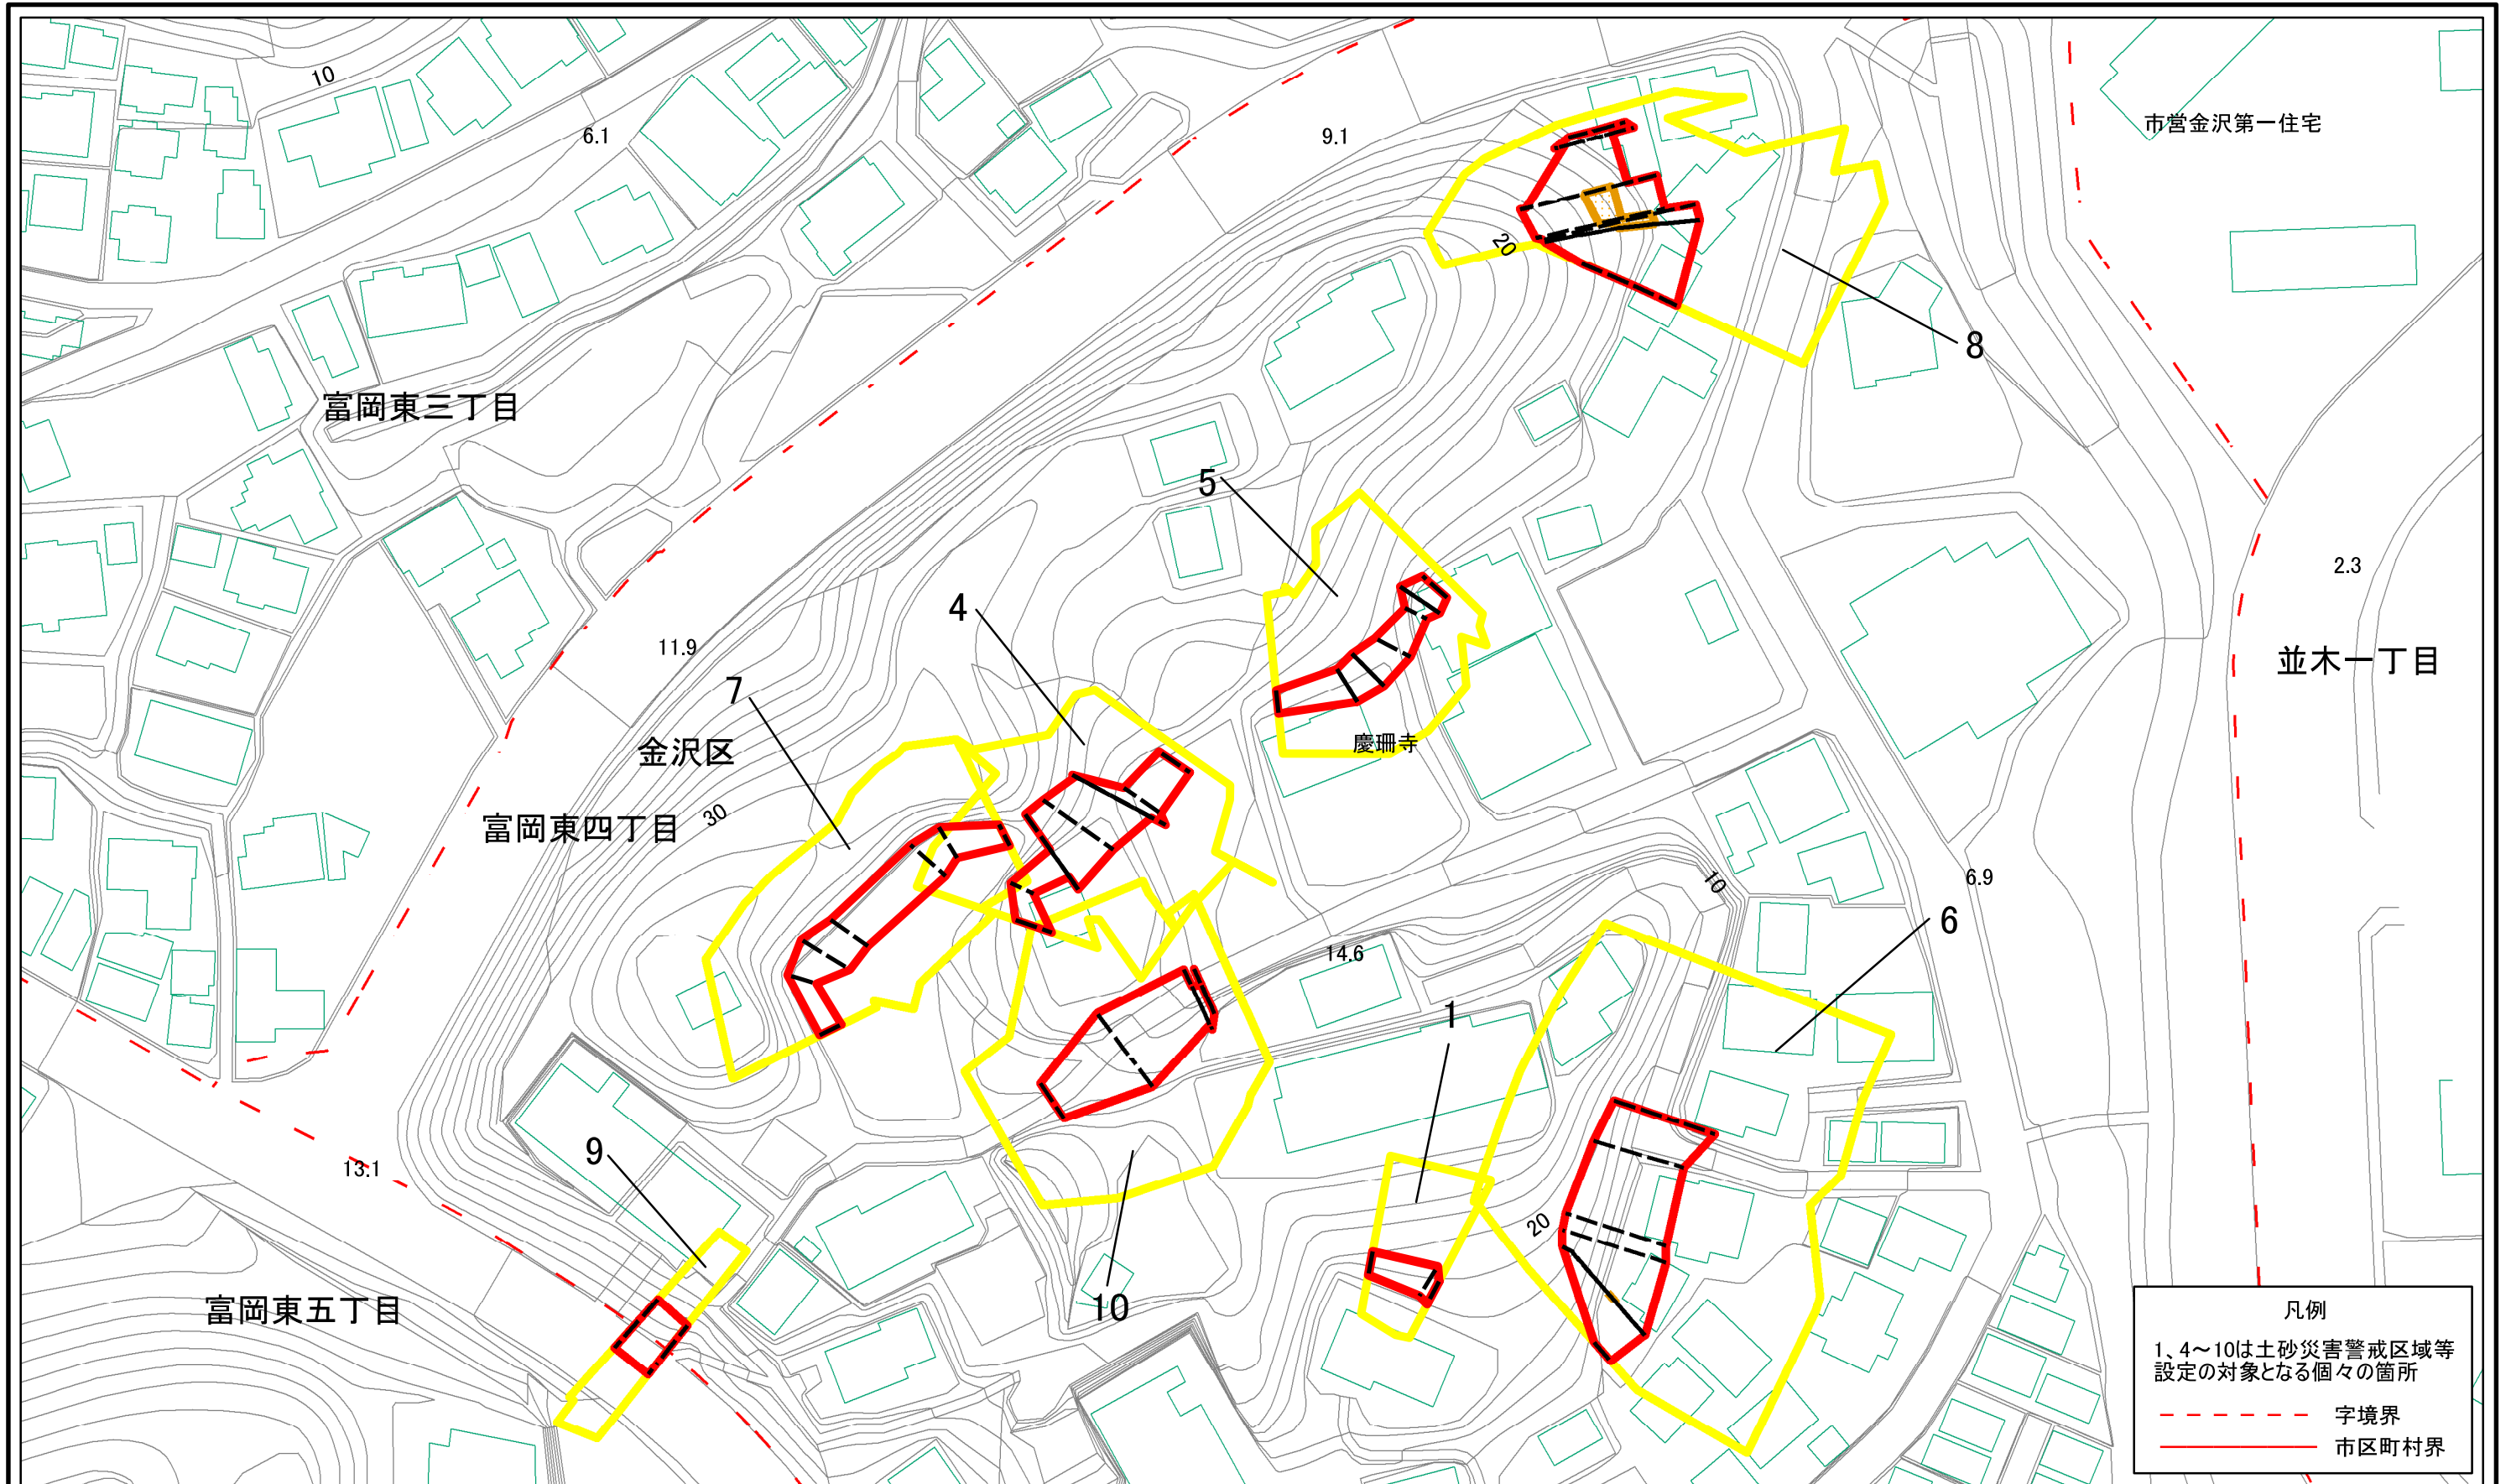 10
6.1
9.1
市営金沢第一住宅
20
8
富岡東三丁目
5
2.3
4
11.9
並木一丁目
7
慶珊寺
金沢区
30
富岡東四丁目
10
6.9
6
14.6
1
9
13.1
20
10
富岡東五丁目
凡例
1、4～10は土砂災害警戒区域等
設定の対象となる個々の箇所
字境界
市区町村界